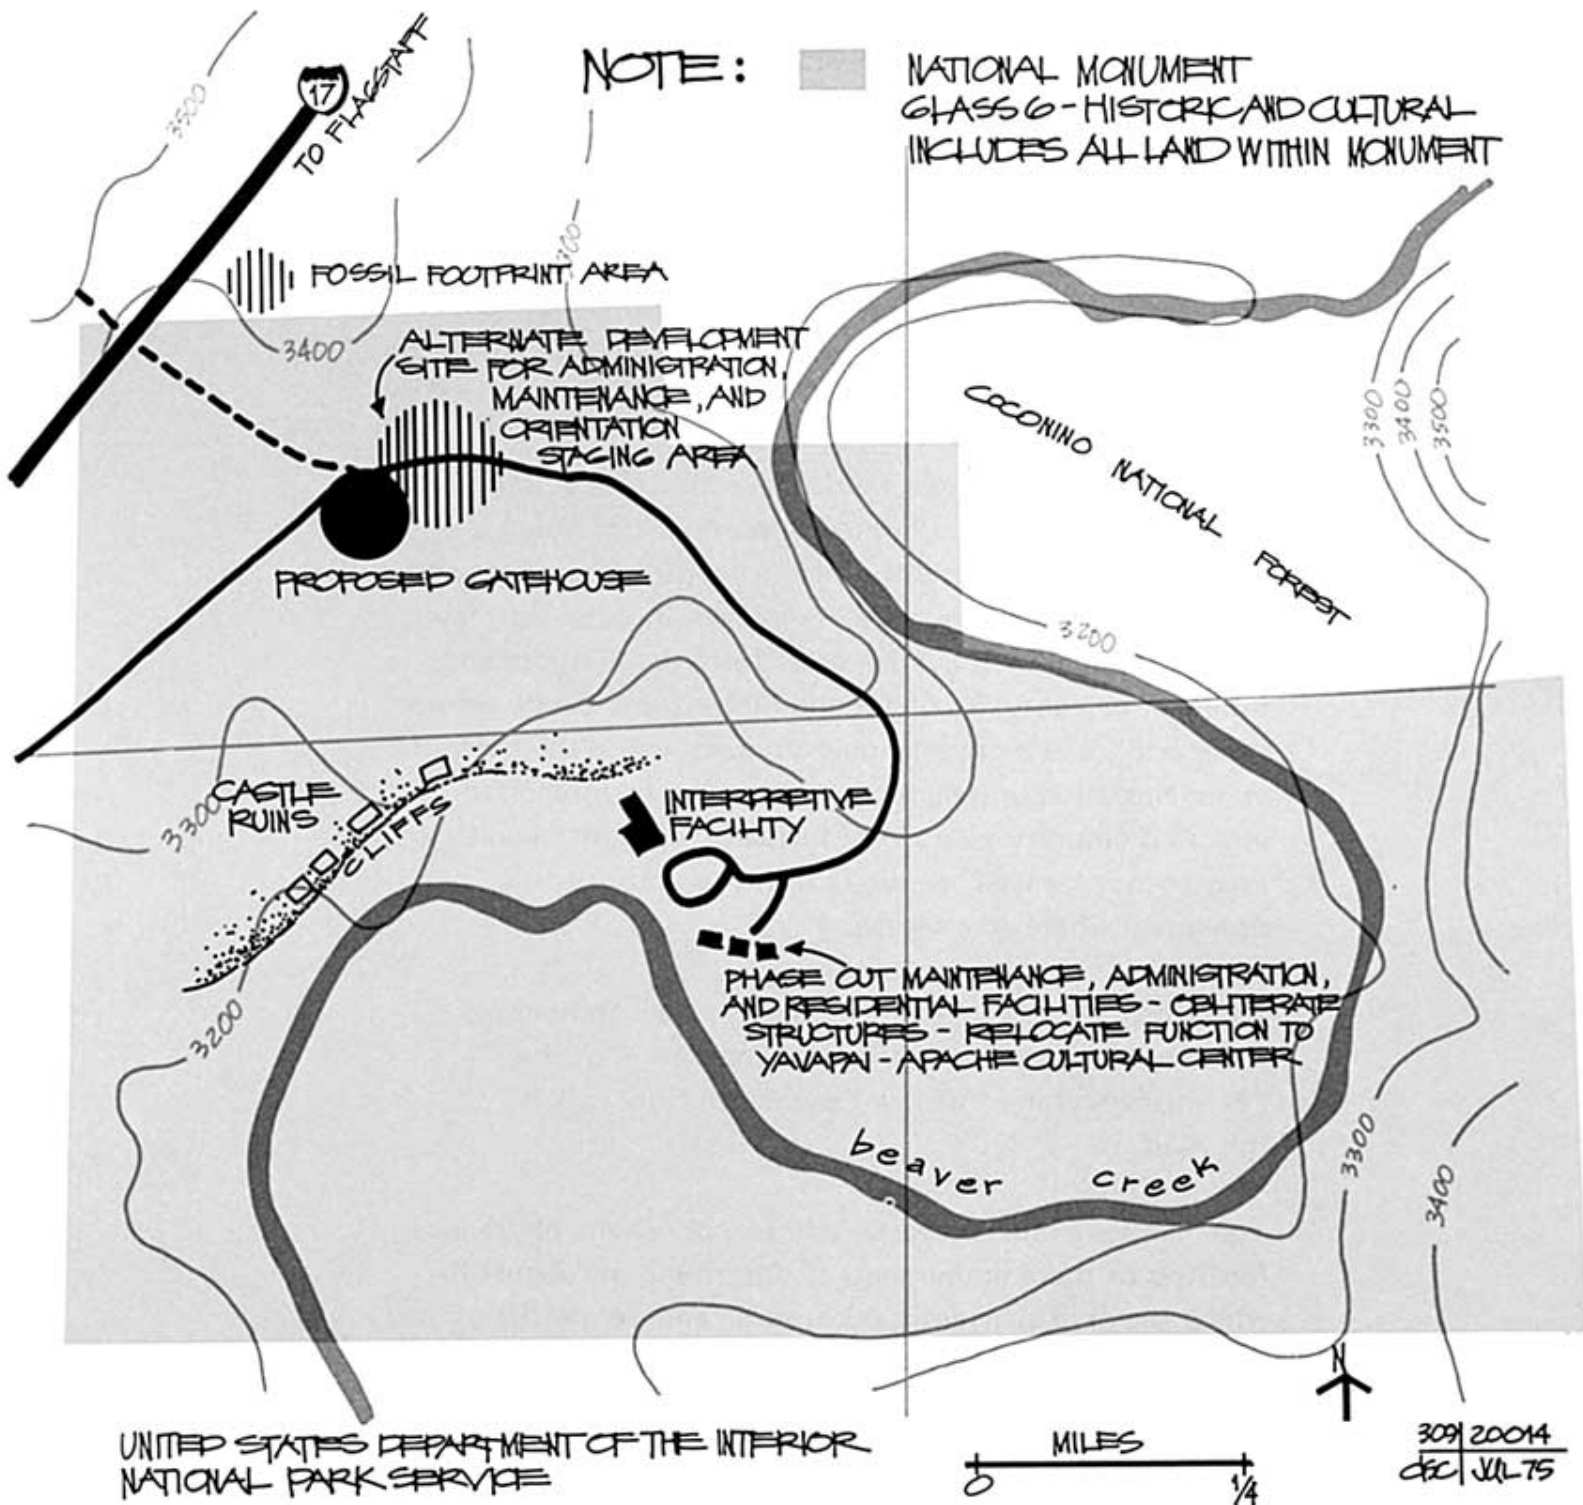 NOTE:
NATIONAL MONUMENT
CLASS 6 - HISTORIC AND CULTURAL
INCLUDES ALL LAND WITHIN MONUMENT
17
TO FLAGSTAFF
3500
FOSSIL FOOTPRINT AREA
3400
ALTERNATE DEVELOPMENT
SITE FOR ADMINISTRATION,
MAINTENANCE, AND
ORIENTATION
STAGING AREA
COCONINO NATIONAL FOREST
3300
3400
3500
PROPOSED GATEHOUSE
3200
CASTLE
RUINS
CLIFFS
3300
INTERPRETIVE
FACILITY
3200
PHASE OUT MAINTENANCE, ADMINISTRATION,
AND RESIDENTIAL FACILITIES - OBLITERATE
STRUCTURES - RELOCATE FUNCTION TO
YAVAPAI - APACHE CULTURAL CENTER
beaver creek
3300
3400
N
UNITED STATES DEPARTMENT OF THE INTERIOR
NATIONAL PARK SERVICE
MILES
0 1/4
309|20014
DSC|JUL 75